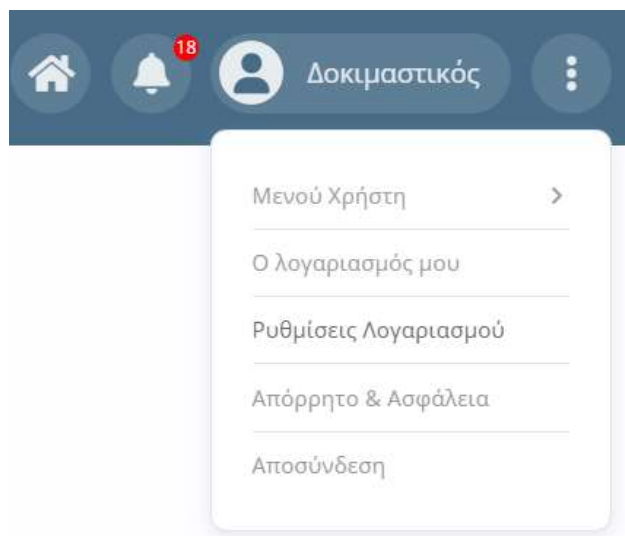 18
Δοκιμαστικός
Μενού Χρήστη
Ο λογαριασμός μου
Ρυθμίσεις Λογαριασμού
Απόρρητο & Ασφάλεια
Αποσύνδεση